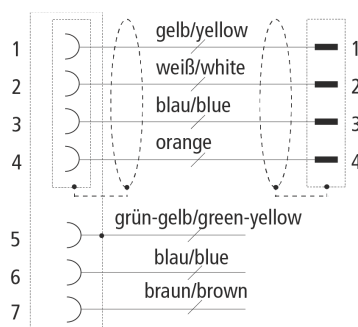 gelb/yellow
1 1
weiß/white
2 2
blau/blue
3 3
orange
4 4
grün-gelb/green-yellow
5
blau/blue
6
braun/brown
7